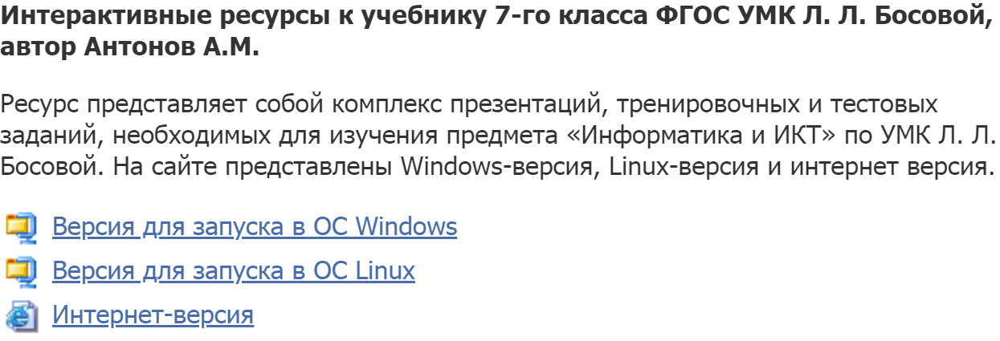 Интерактивные ресурсы к учебнику 7-го класса ФГОС УМК Л. Л. Босовой,
автор Антонов А.М.
Ресурс представляет собой комплекс презентаций, тренировочных и тестовых
заданий, необходимых для изучения предмета «Информатика и ИКТ» по УМК Л. Л.
Босовой. На сайте представлены Windows-версия, Linux-версия и интернет версия.
Версия для запуска в ОС Windows
Версия для запуска в ОС Linux
Интернет-версия